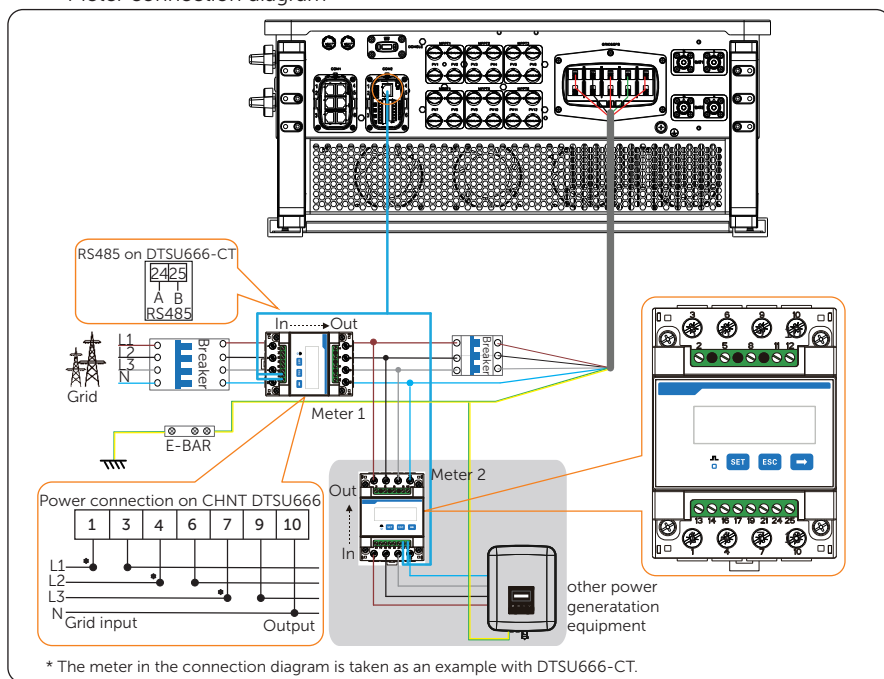 Meter connection diagram
COM1
COM2
RS485 on DTSU666-CT
24 25
A B
RS485
In Out
L1
L2
L3
N
Grid
Breaker
Breaker
Meter 1
E-BAR
Power connection on CHNT DTSU666
1 3 4 6 7 9 10
* L1
* L2
* L3
N
Grid input Output
Meter 2
Out
In
other power
generatation
equipment
3 6 9 10
2 5 8 11 12
SET ESC
13 14 16 17 19 21 24 25
1 4 7 10
* The meter in the connection diagram is taken as an example with DTSU666-CT.